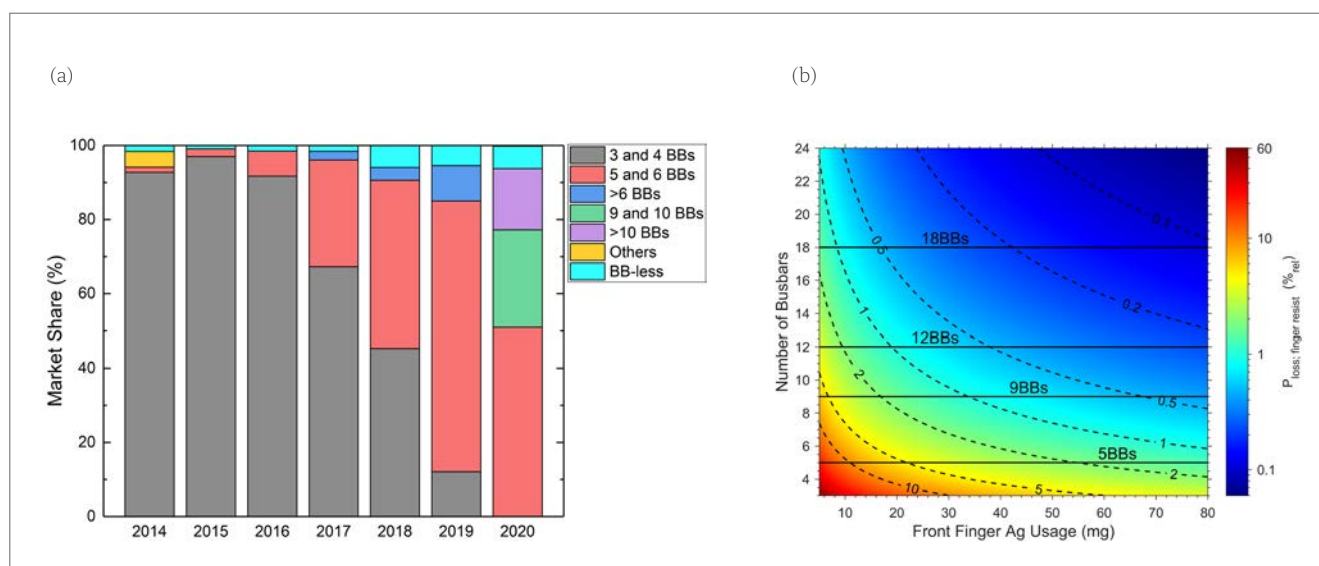 (a)
(b)
Market Share (%)
100
80
60
40
20
0
2014 2015 2016 2017 2018 2019 2020
3 and 4 BBs
5 and 6 BBs
>6 BBs
9 and 10 BBs
>10 BBs
Others
BB-less
Number of Busbars
24
22
20
18
16
14
12
10
8
6
4
10 20 30 40 50 60 70 80
Front Finger Ag Usage (mg)
18BBs
12BBs
9BBs
5BBs
0.1
0.2
0.5
0.5
1
1
2
2
5
10
60
10
1
0.1
P loss; finger resist (% rel)